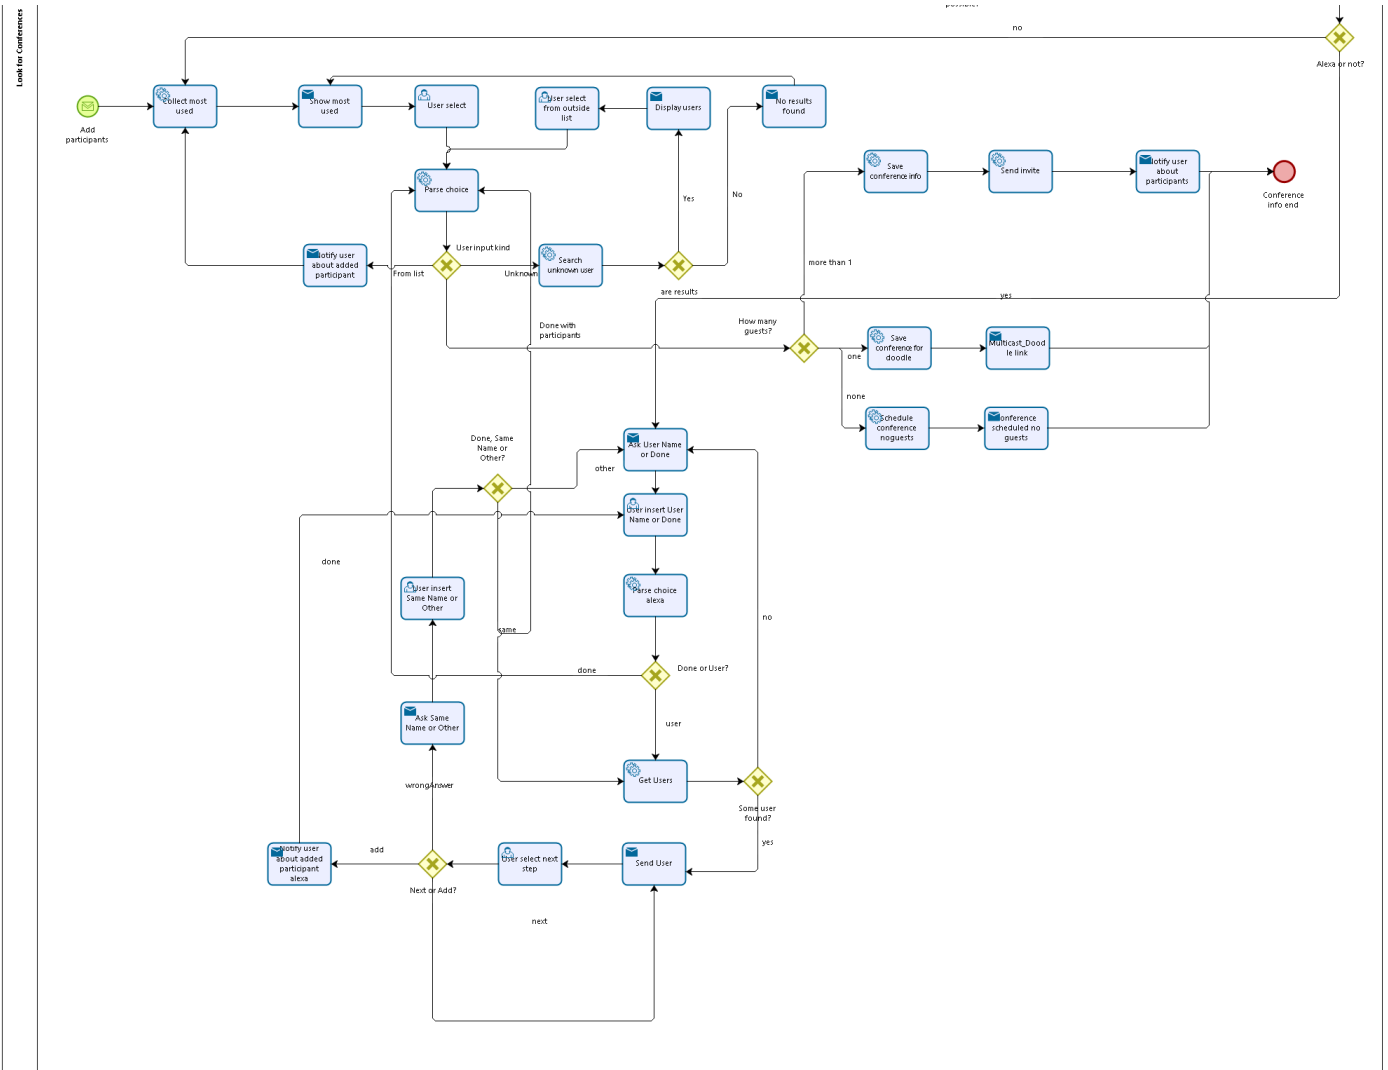 Look for Conferences
possible?
no
Alexa or not?
Add
participants
Collect most
used
Show most
used
User select
User select
from outside
list
Display users
No results
found
Parse choice
Yes
No
Save
conference info
Send invite
Notify user
about
participants
Conference
info end
User input kind
Notify user
about added
participant
From list
Unknown
Search
unknown user
are results
more than 1
yes
Done with
participants
How many
guests?
one
Save
conference for
doodle
Multicast_Dood
le link
none
Schedule
conference
noguests
Conference
scheduled no
guests
Done, Same
Name or
Other?
other
Ask User Name
or Done
User insert User
Name or Done
done
User insert
Same Name or
Other
Parse choice
alexa
same
no
done
Done or User?
Ask Same
Name or Other
user
wrongAnswer
Get Users
Some user
found?
yes
Notify user
about added
participant
alexa
add
Next or Add?
User select next
step
Send User
next